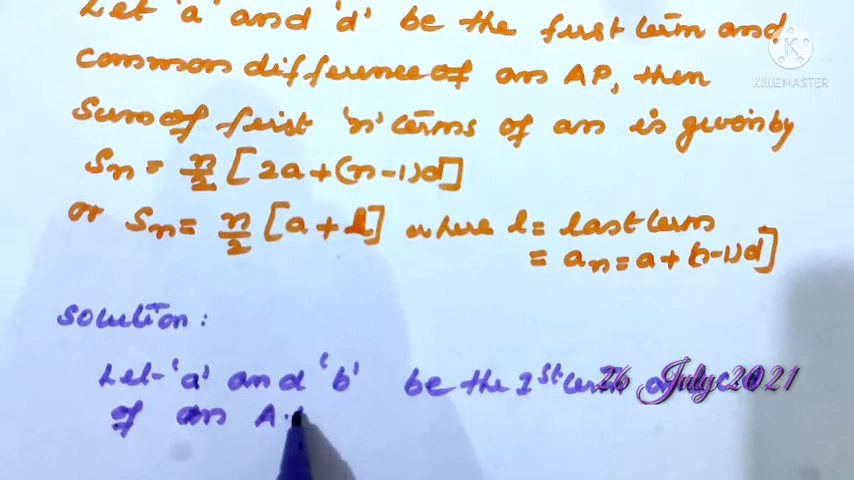 Let 'a' and 'd' be the first term and
common difference of an AP, then
Sum of first 'n' terms of an is given by
Sn = n/2 [2a+(n-1)d]
or Sn = n/2 [a + l] where l = last term
= an = a + (n-1)d]
Solution:
Let 'a' and 'b' be the 1st term
of an A.
KINEMASTER
26 July 2021